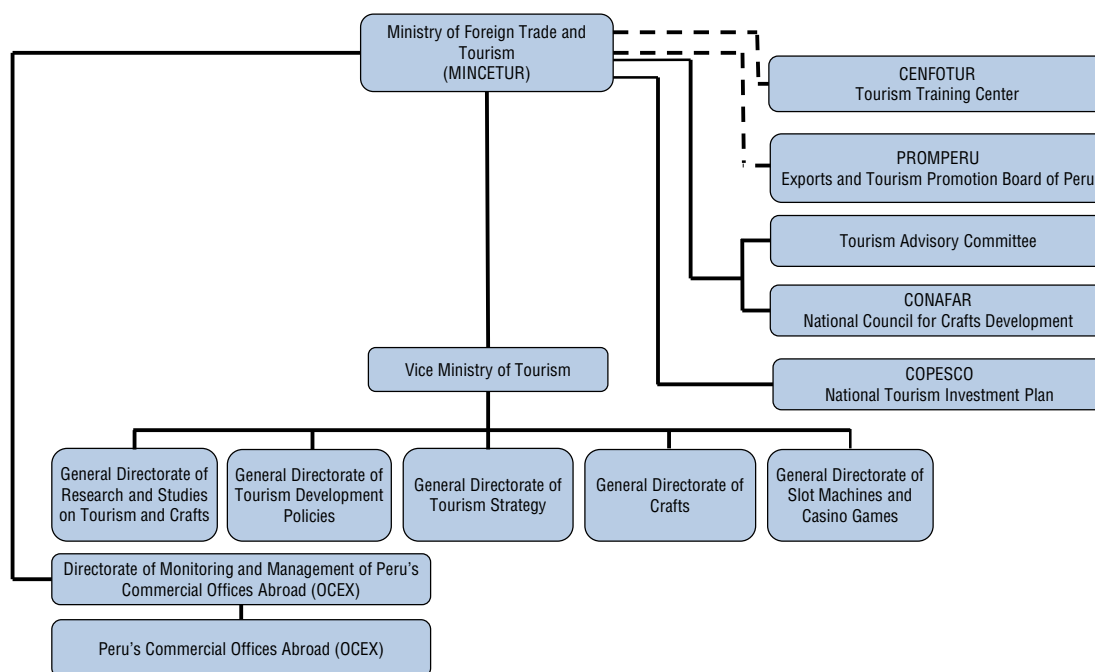 Ministry of Foreign Trade and
Tourism
(MINCETUR)
CENFOTUR
Tourism Training Center
PROMPERU
Exports and Tourism Promotion Board of Peru
Tourism Advisory Committee
CONAFAR
National Council for Crafts Development
Vice Ministry of Tourism
COPESCO
National Tourism Investment Plan
General Directorate of
Research and Studies
on Tourism and Crafts
General Directorate of
Tourism Development
Policies
General Directorate of
Tourism Strategy
General Directorate of
Crafts
General Directorate of
Slot Machines and
Casino Games
Directorate of Monitoring and Management of Peru's
Commercial Offices Abroad (OCEX)
Peru's Commercial Offices Abroad (OCEX)